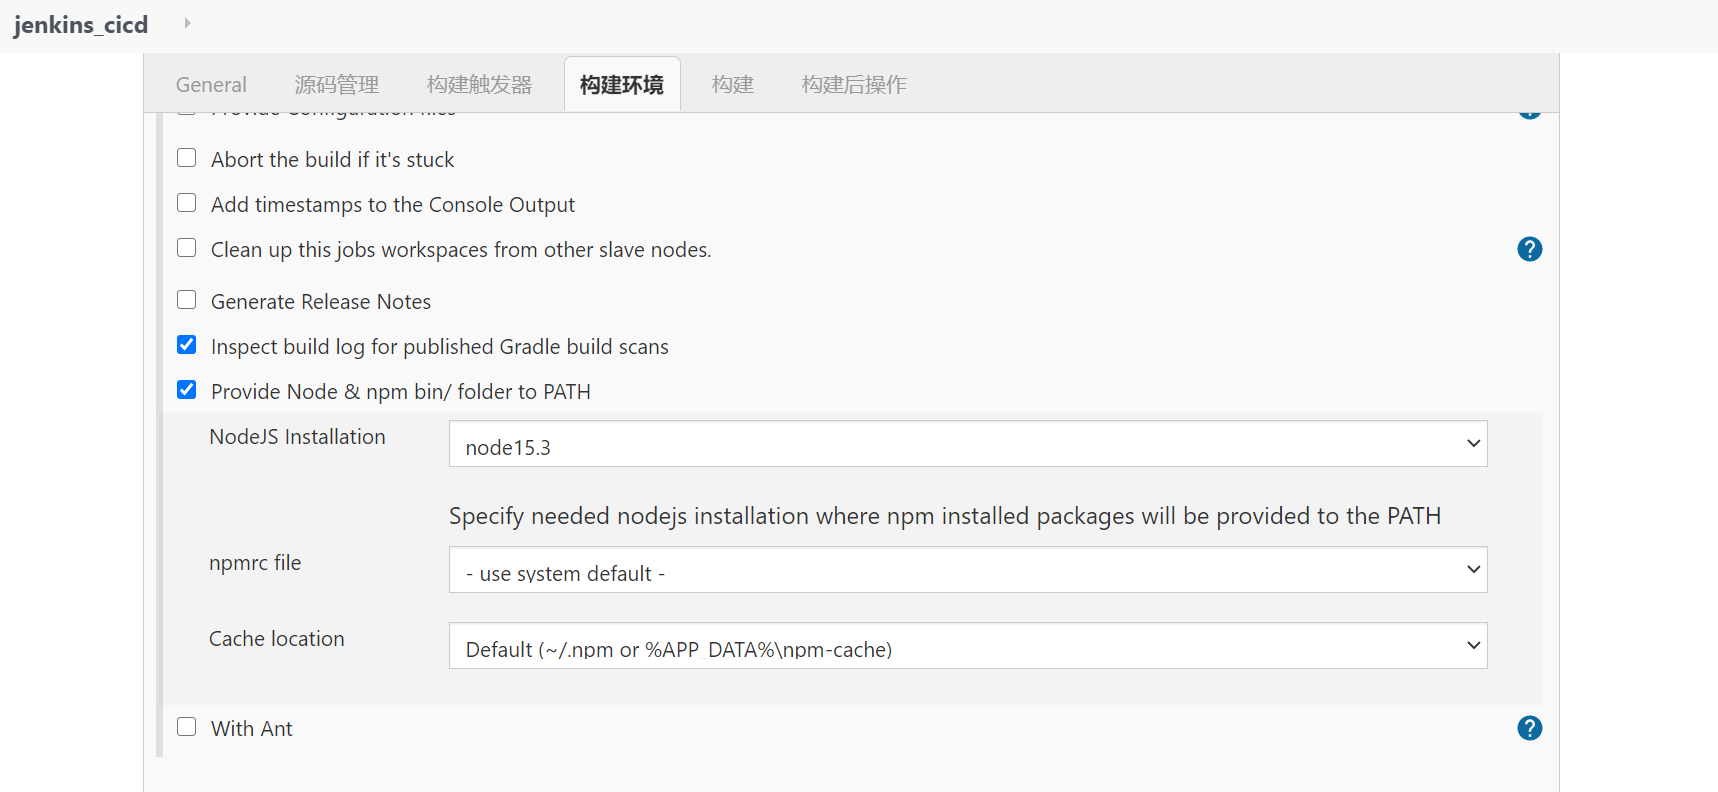 jenkins_cicd
General 源码管理 构建触发器 构建环境 构建 构建后操作
Provide Configuration files
Abort the build if it's stuck
Add timestamps to the Console Output
Clean up this jobs workspaces from other slave nodes.
Generate Release Notes
Inspect build log for published Gradle build scans
Provide Node & npm bin/ folder to PATH
NodeJS Installation node15.3
Specify needed nodejs installation where npm installed packages will be provided to the PATH
npmrc file - use system default -
Cache location Default (~/.npm or %APP_DATA%\npm-cache)
With Ant